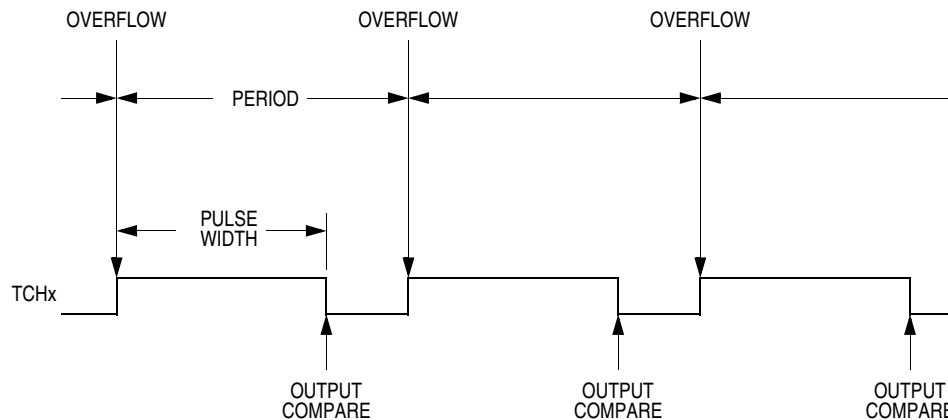 OVERFLOW OVERFLOW OVERFLOW
PERIOD
PULSE
WIDTH
TCHx
OUTPUT
COMPARE
OUTPUT
COMPARE
OUTPUT
COMPARE